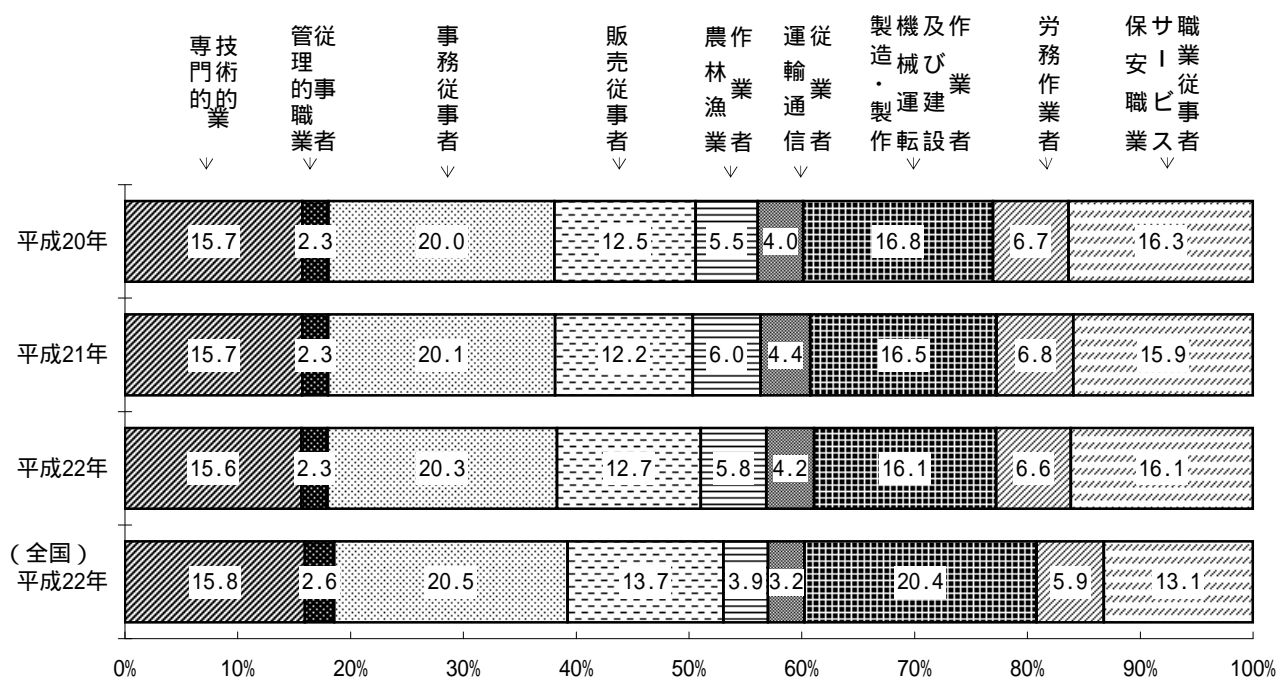 専門的
技術的
業
管理的職業
従事者
事務従事者
販売従事者
農林漁業
作業者
運輸通信
従業者
製造・製作
機械運転
及び建設
作業者
労務作業者
保安職業
サービス
職業従事者
平成20年 15.7 2.3 20.0 12.5 5.5 4.0 16.8 6.7 16.3
平成21年 15.7 2.3 20.1 12.2 6.0 4.4 16.5 6.8 15.9
平成22年 15.6 2.3 20.3 12.7 5.8 4.2 16.1 6.6 16.1
(全国)
平成22年 15.8 2.6 20.5 13.7 3.9 3.2 20.4 5.9 13.1
0% 10% 20% 30% 40% 50% 60% 70% 80% 90% 100%